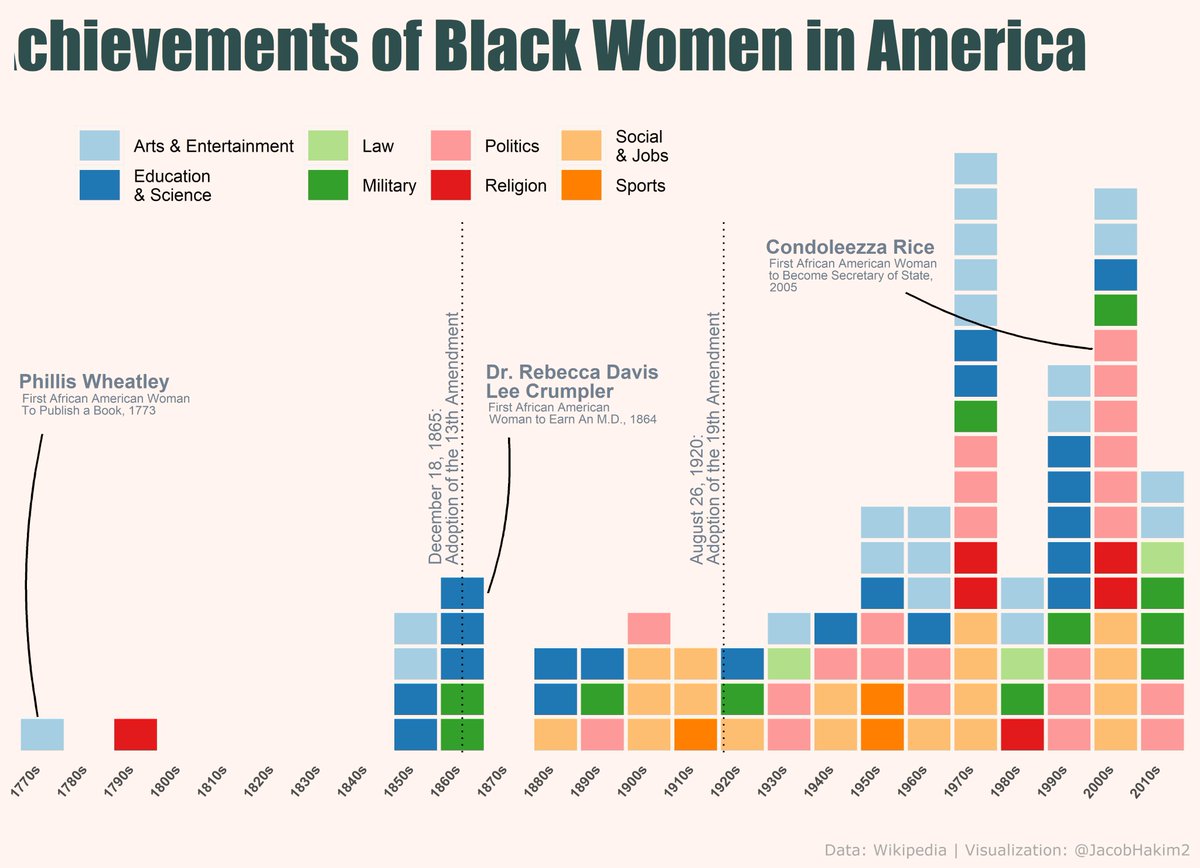 chievements of Black Women in America
Arts & Entertainment
Education
& Science
Law
Military
Politics
Religion
Social
& Jobs
Sports
Phillis Wheatley
First African American Woman
To Publish a Book, 1773
December 18, 1865:
Adoption of the 13th Amendment
Dr. Rebecca Davis
Lee Crumpler
First African American
Woman to Earn An M.D., 1864
August 26, 1920:
Adoption of the 19th Amendment
Condoleezza Rice
First African American Woman
to Become Secretary of State,
2005
1770s
1780s
1790s
1800s
1810s
1820s
1830s
1840s
1850s
1860s
1870s
1880s
1890s
1900s
1910s
1920s
1930s
1940s
1950s
1960s
1970s
1980s
1990s
2000s
2010s
Data: Wikipedia | Visualization: @JacobHakim2